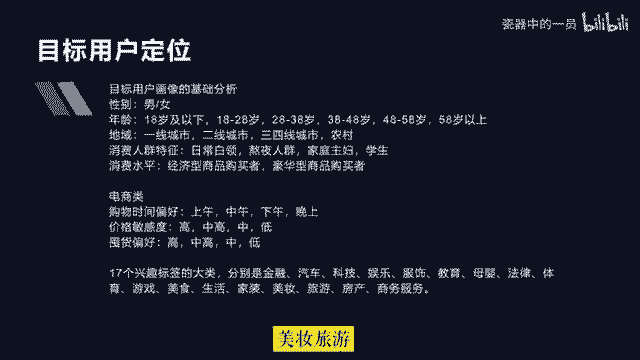 瓷器中的一员 bilibili
目标用户定位
目标用户画像的基础分析
性别：男/女
年龄：18岁及以下，18-28岁，28-38岁，38-48岁，48-58岁，58岁以上
地域：一线城市，二线城市，三四线城市，农村
消费人群特征：日常白领，熬夜人群，家庭主妇，学生
消费水平：经济型商品购买者，豪华型商品购买者
电商类
购物时间偏好：上午，中午，下午，晚上
价格敏感度：高，中高，中，低
囤货偏好：高，中高，中，低
17个兴趣标签的大类，分别是金融、汽车、科技、娱乐、服饰、教育、母婴、法律、体
育、游戏、美食、生活、家装、美妆、旅游、房产、商务服务。
美妆旅游